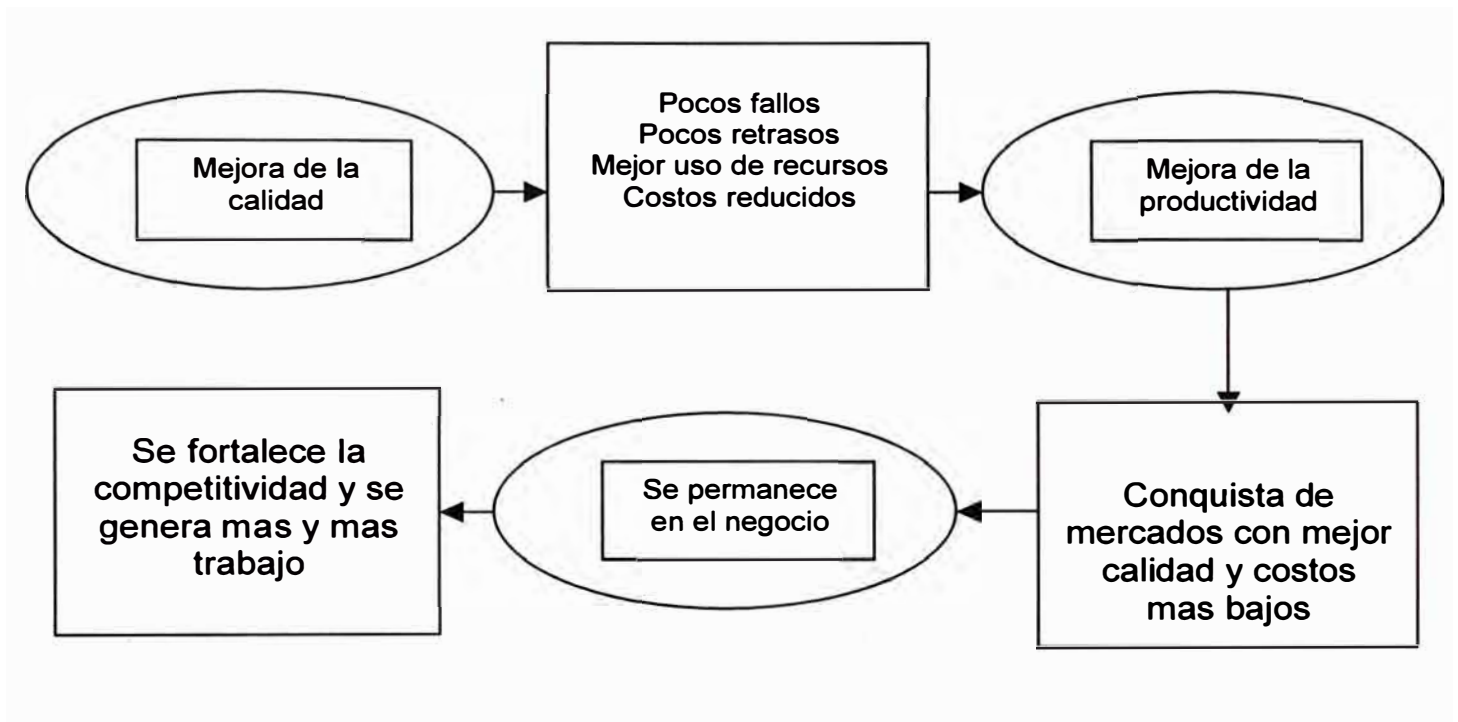 Mejora de la
calidad
Pocos fallos
Pocos retrasos
Mejor uso de recursos
Costos reducidos
Mejora de la
productividad
Conquista de
mercados con mejor
calidad y costos
mas bajos
Se permanece
en el negocio
Se fortalece la
competitividad y se
genera mas y mas
trabajo